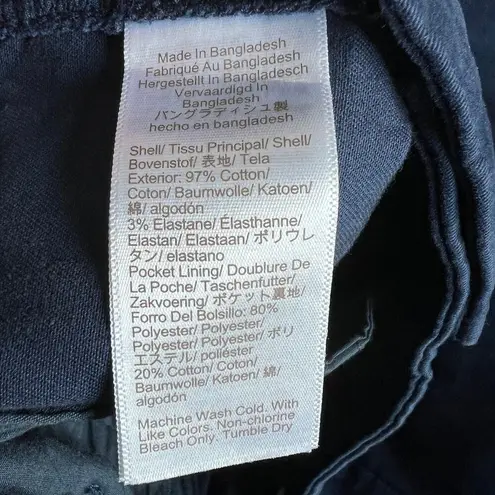 Made In Bangladesh
Fabriqué Au Bangladesh
Hergestellt In Bangladesch
Vervaardigd In
Bangladesh
バングラディシュ製
hecho en bangladesh
Shell/ Tissu Principal/ Shell/
Bovenstof/ 表地/ Tela
Exterior: 97% Cotton/
Coton/ Baumwolle/ Katoen/
綿/ algodón
3% Elastane/ Élasthanne/
Elastan/ Elastaan/ ポリウレ
タン/ elastano
Pocket Lining/ Doublure De
La Poche/ Taschenfutter/
Zakvoering/ ポケット裏地/
Forro Del Bolsillo: 80%
Polyester/ Polyester/
Polyester/ Polyester/ ポリ
エステル/ poliéster
20% Cotton/ Coton/
Baumwolle/ Katoen/ 綿/
algodón
Machine Wash Cold. With
Like Colors. Non-chlorine
Bleach Only. Tumble Dry